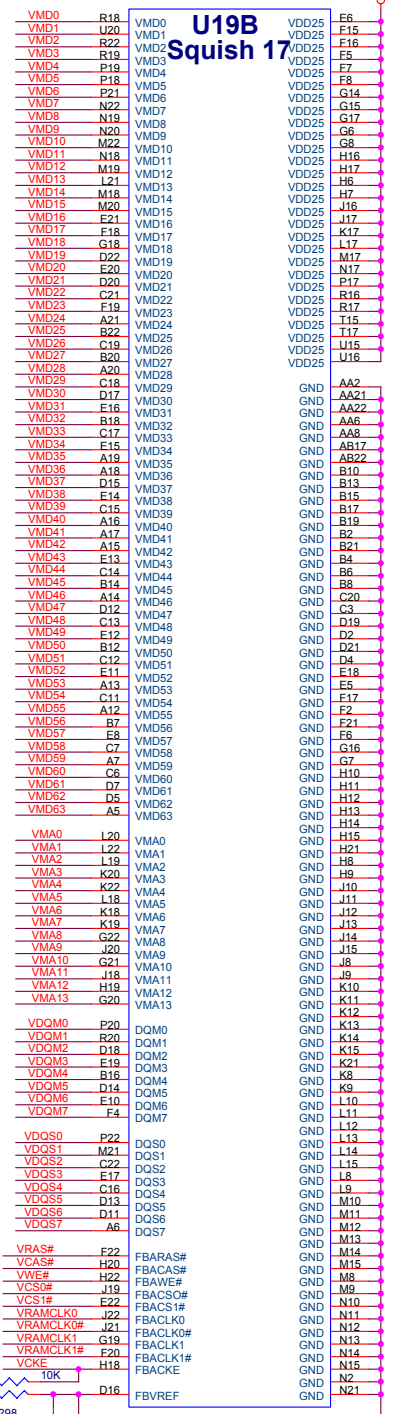 U19B
Squish 17
VMD0 R18 VMD0 VDD25 F6
VMD1 U20 VMD1 VDD25 F15
VMD2 R22 VMD2 VDD25 F16
VMD3 R19 VMD3 VDD25 F5
VMD4 P19 VMD4 VDD25 F7
VMD5 P18 VMD5 VDD25 F8
VMD6 P21 VMD6 VDD25 G14
VMD7 N22 VMD7 VDD25 G15
VMD8 N19 VMD8 VDD25 G17
VMD9 N20 VMD9 VDD25 G6
VMD10 M22 VMD10 VDD25 G8
VMD11 N18 VMD11 VDD25 H16
VMD12 M19 VMD12 VDD25 H17
VMD13 L21 VMD13 VDD25 H6
VMD14 M18 VMD14 VDD25 H7
VMD15 M20 VMD15 VDD25 J16
VMD16 E21 VMD16 VDD25 J17
VMD17 F18 VMD17 VDD25 K17
VMD18 G18 VMD18 VDD25 L17
VMD19 D22 VMD19 VDD25 M17
VMD20 E20 VMD20 VDD25 N17
VMD21 D20 VMD21 VDD25 P17
VMD22 C21 VMD22 VDD25 R16
VMD23 F19 VMD23 VDD25 R17
VMD24 A21 VMD24 VDD25 T15
VMD25 B22 VMD25 VDD25 T17
VMD26 C19 VMD26 VDD25 U15
VMD27 B20 VMD27 VDD25 U16
VMD28 A20 VMD28
VMD29 C18 VMD29 GND AA2
VMD30 D17 VMD30 GND AA21
VMD31 E16 VMD31 GND AA22
VMD32 B18 VMD32 GND AA6
VMD33 C17 VMD33 GND AA8
VMD34 E15 VMD34 GND AB17
VMD35 A19 VMD35 GND AB22
VMD36 A18 VMD36 GND B10
VMD37 D15 VMD37 GND B13
VMD38 E14 VMD38 GND B15
VMD39 C15 VMD39 GND B17
VMD40 A16 VMD40 GND B19
VMD41 A17 VMD41 GND B2
VMD42 A15 VMD42 GND B21
VMD43 E13 VMD43 GND B4
VMD44 C14 VMD44 GND B6
VMD45 B14 VMD45 GND B8
VMD46 A14 VMD46 GND C20
VMD47 D12 VMD47 GND C3
VMD48 C13 VMD48 GND D19
VMD49 E12 VMD49 GND D2
VMD50 B12 VMD50 GND D21
VMD51 C12 VMD51 GND D4
VMD52 E11 VMD52 GND E18
VMD53 A13 VMD53 GND E5
VMD54 C11 VMD54 GND F17
VMD55 A12 VMD55 GND F2
VMD56 B7 VMD56 GND F21
VMD57 E8 VMD57 GND F6
VMD58 C7 VMD58 GND G16
VMD59 A7 VMD59 GND G7
VMD60 C6 VMD60 GND H10
VMD61 D7 VMD61 GND H11
VMD62 D5 VMD62 GND H12
VMD63 A5 VMD63 GND H13
GND H14
VMA0 L20 VMA0 GND H15
VMA1 L22 VMA1 GND H21
VMA2 L19 VMA2 GND H8
VMA3 K20 VMA3 GND H9
VMA4 K22 VMA4 GND J10
VMA5 L18 VMA5 GND J11
VMA6 K18 VMA6 GND J12
VMA7 K19 VMA7 GND J13
VMA8 G22 VMA8 GND J14
VMA9 J20 VMA9 GND J15
VMA10 G21 VMA10 GND J8
VMA11 J18 VMA11 GND J9
VMA12 H19 VMA12 GND K10
VMA13 G20 VMA13 GND K11
GND K12
VDQM0 P20 DQM0 GND K13
VDQM1 R20 DQM1 GND K14
VDQM2 D18 DQM2 GND K15
VDQM3 E19 DQM3 GND K21
VDQM4 B16 DQM4 GND K8
VDQM5 D14 DQM5 GND K9
VDQM6 E10 DQM6 GND L10
VDQM7 F4 DQM7 GND L11
GND L12
VDQS0 P22 DQS0 GND L13
VDQS1 M21 DQS1 GND L14
VDQS2 C22 DQS2 GND L15
VDQS3 E17 DQS3 GND L8
VDQS4 C16 DQS4 GND L9
VDQS5 D13 DQS5 GND M10
VDQS6 D11 DQS6 GND M11
VDQS7 A6 DQS7 GND M12
GND M13
VRAS# F22 FBARAS# GND M14
VCAS# H20 FBACAS# GND M15
VWE# H22 FBAWE# GND M8
VCS0# J19 FBACSO# GND M9
VCS1# E22 FBACS1# GND N10
VRAMCLK0 J22 FBACLK0 GND N11
VRAMCLK0# J21 FBACLK0# GND N12
VRAMCLK1 G19 FBACLK1 GND N13
VRAMCLK1# F20 FBACLK1# GND N14
VCKE H18 FBACKE GND N15
10K GND N2
D16 FBVREF GND N21
298